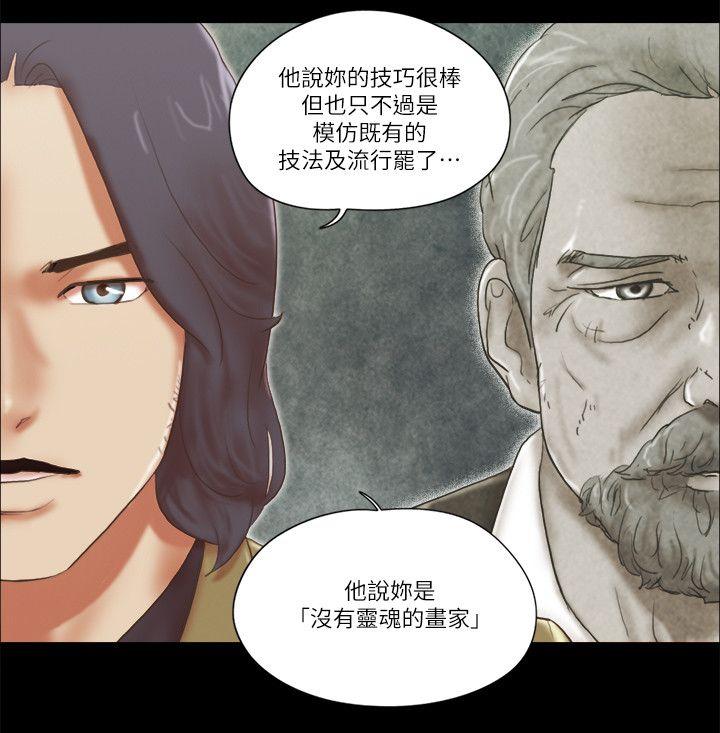 他說妳的技巧很棒
但也只不過是
模仿既有的
技法及流行罷了⋯
他說妳是
「沒有靈魂的畫家」